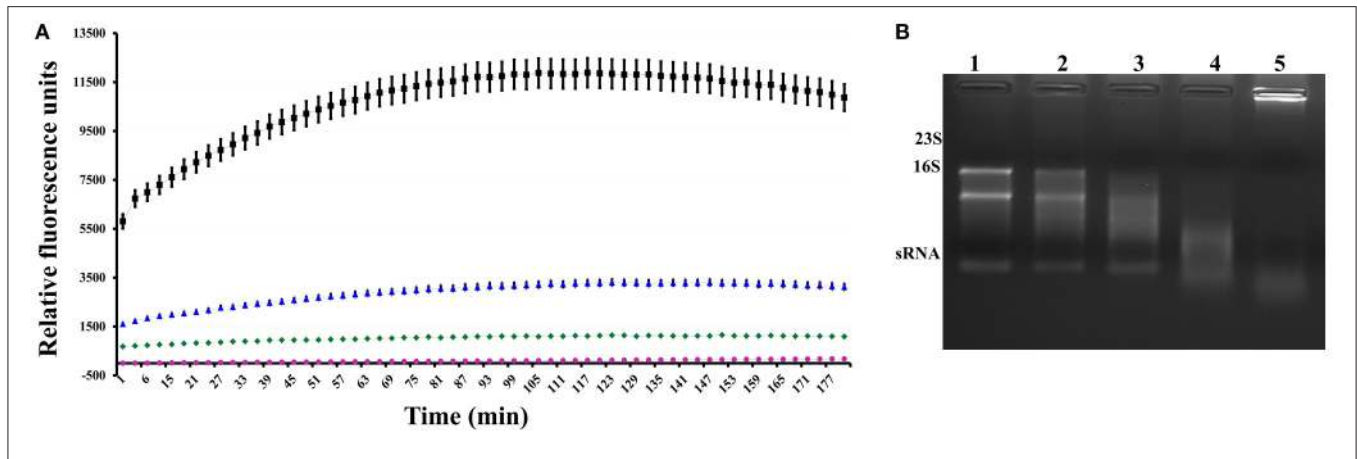 A
Relative fluorescence units
13500
11500
9500
7500
5500
3500
1500
-500
1 6 15 21 27 33 39 45 51 57 63 69 75 81 87 93 99 105 111 117 123 129 135 141 147 153 159 165 171 177
Time (min)
B
1 2 3 4 5
23S
16S
sRNA